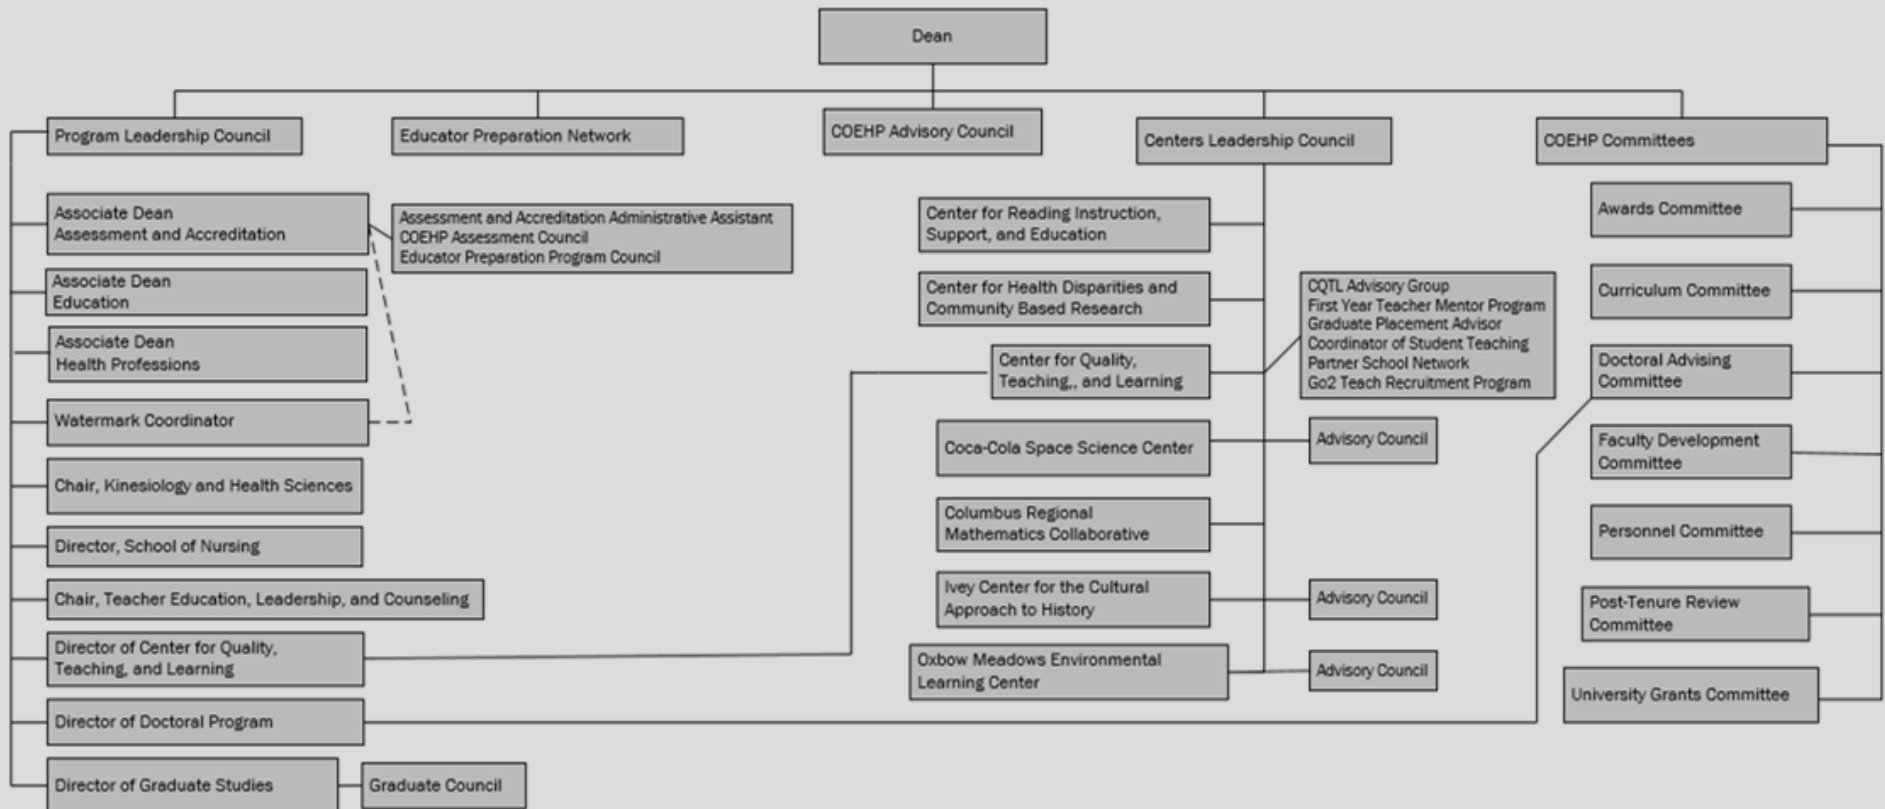 Dean
Program Leadership Council
Educator Preparation Network
COEHP Advisory Council
Centers Leadership Council
COEHP Committees
Associate Dean
Assessment and Accreditation
Assessment and Accreditation Administrative Assistant
COEHP Assessment Council
Educator Preparation Program Council
Associate Dean
Education
Associate Dean
Health Professions
Watermark Coordinator
Chair, Kinesiology and Health Sciences
Director, School of Nursing
Chair, Teacher Education, Leadership, and Counseling
Director of Center for Quality,
Teaching, and Learning
Director of Doctoral Program
Director of Graduate Studies
Graduate Council
Center for Reading Instruction,
Support, and Education
Center for Health Disparities and
Community Based Research
Center for Quality,
Teaching,, and Learning
CQTL Advisory Group
First Year Teacher Mentor Program
Graduate Placement Advisor
Coordinator of Student Teaching
Partner School Network
Go2 Teach Recruitment Program
Coca-Cola Space Science Center
Advisory Council
Columbus Regional
Mathematics Collaborative
Ivey Center for the Cultural
Approach to History
Advisory Council
Oxbow Meadows Environmental
Learning Center
Advisory Council
Awards Committee
Curriculum Committee
Doctoral Advising
Committee
Faculty Development
Committee
Personnel Committee
Post-Tenure Review
Committee
University Grants Committee